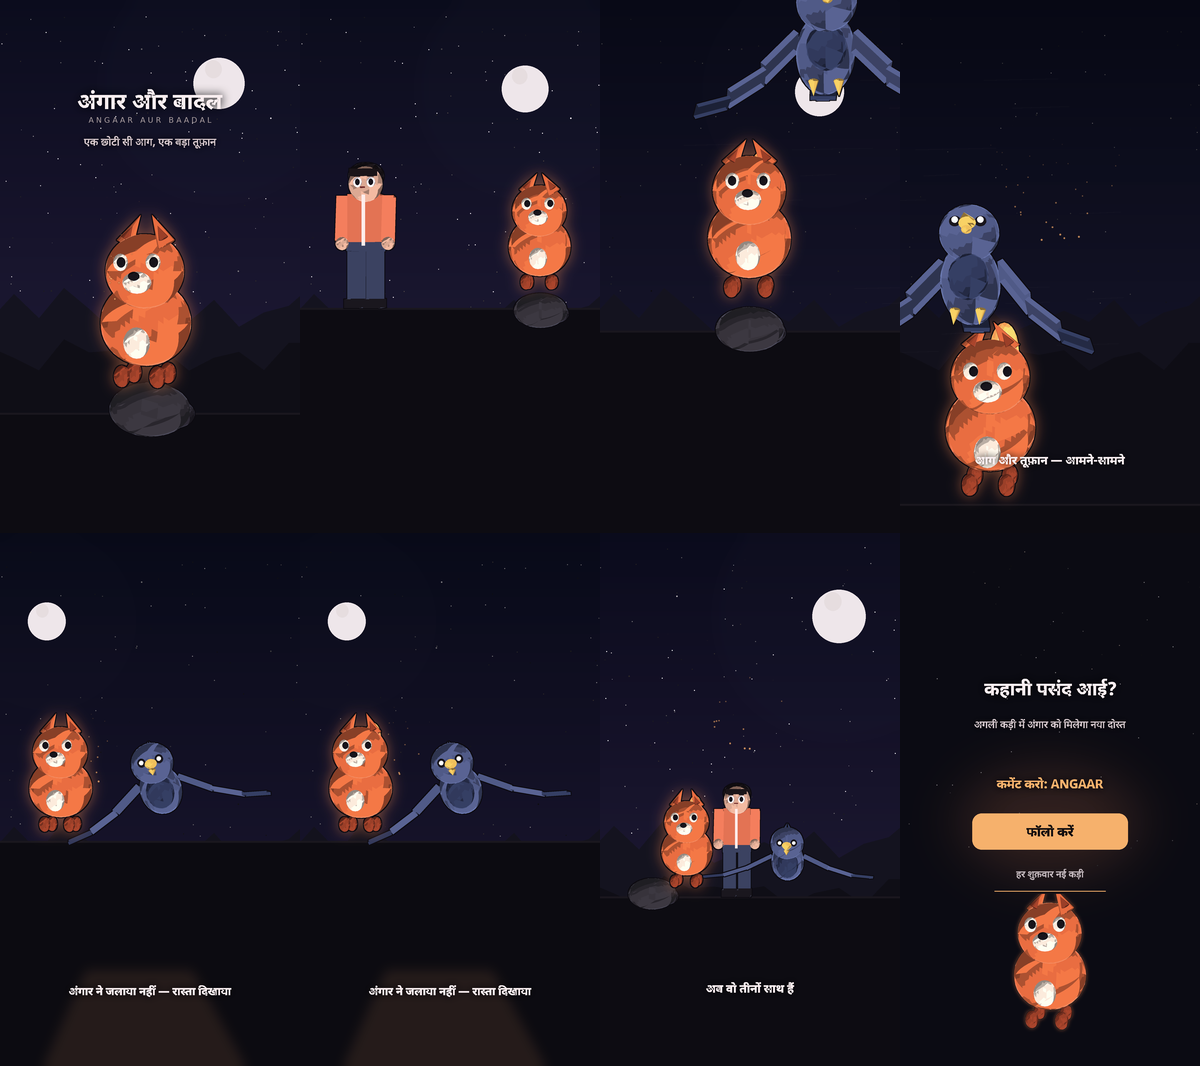 अंगार और बादल
ANGAAR AUR BAADAL
एक छोटी सी आग, एक बड़ा तूफ़ान
आग और तूफ़ान — आमने-सामने
अंगार ने जलाया नहीं — रास्ता दिखाया
अंगार ने जलाया नहीं — रास्ता दिखाया
अब वो तीनों साथ हैं
कहानी पसंद आई?
अगली कड़ी में अंगार को मिलेगा नया दोस्त
कमेंट करो: ANGAAR
फॉलो करें
हर शुक्रवार नई कड़ी